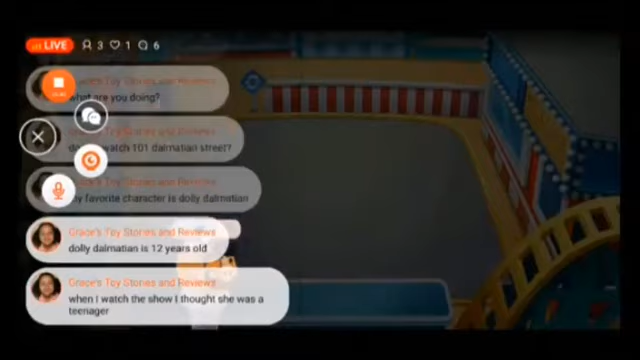 LIVE 3 1 6
Grace's Toy Stories and Reviews
what are you doing?
Grace's Toy Stories and Reviews
watch 101 dalmatian street?
Grace's Toy Stories and Reviews
my favorite character is dolly dalmatian
Grace's Toy Stories and Reviews
dolly dalmatian is 12 years old
Grace's Toy Stories and Reviews
when I watch the show I thought she was a
teenager